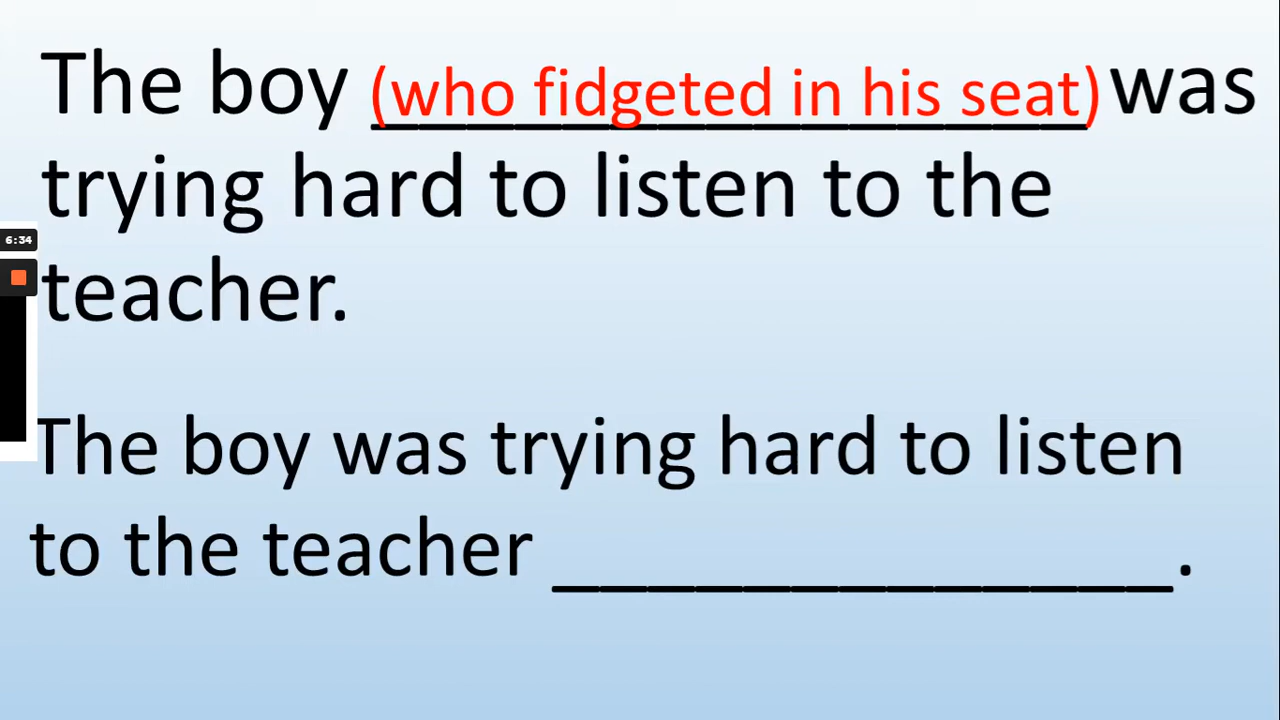 The boy (who fidgeted in his seat) was
trying hard to listen to the
6:34
teacher.
The boy was trying hard to listen
to the teacher _____________.